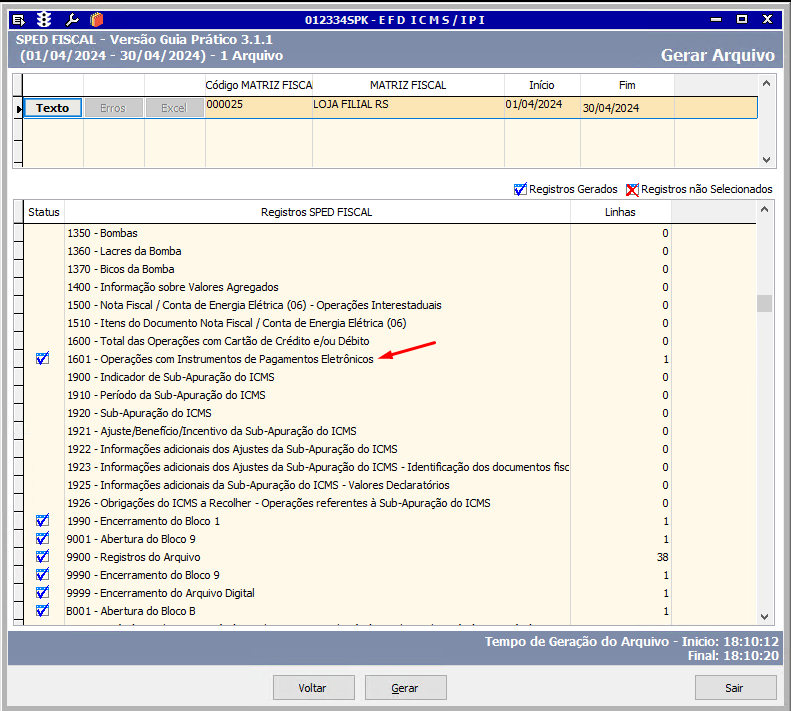 012334SPK - E F D I C M S / I P I
SPED FISCAL - Versão Guia Prático 3.1.1
(01/04/2024 - 30/04/2024) - 1 Arquivo
Gerar Arquivo
Código MATRIZ FISCA MATRIZ FISCAL Início Fim
Texto Erros Excel 000025 LOJA FILIAL RS 01/04/2024 30/04/2024
Registros Gerados Registros não Selecionados
Status Registros SPED FISCAL Linhas
1350 - Bombas 0
1360 - Lacres da Bomba 0
1370 - Bicos da Bomba 0
1400 - Informação sobre Valores Agregados 0
1500 - Nota Fiscal / Conta de Energia Elétrica (06) - Operações Interestaduais 0
1510 - Itens do Documento Nota Fiscal / Conta de Energia Elétrica (06) 0
1600 - Total das Operações com Cartão de Crédito e/ou Débito 0
1601 - Operações com Instrumentos de Pagamentos Eletrônicos 1
1900 - Indicador de Sub-Apuração do ICMS 0
1910 - Período da Sub-Apuração do ICMS 0
1920 - Sub-Apuração do ICMS 0
1921 - Ajuste/Benefício/Incentivo da Sub-Apuração do ICMS 0
1922 - Informações adicionais dos Ajustes da Sub-Apuração do ICMS 0
1923 - Informações adicionais dos Ajustes da Sub-Apuração do ICMS - Identificação dos documentos fisc 0
1925 - Informações adicionais da Sub-Apuração do ICMS - Valores Declaratórios 0
1926 - Obrigações do ICMS a Recolher - Operações referentes à Sub-Apuração do ICMS 0
1990 - Encerramento do Bloco 1 1
9001 - Abertura do Bloco 9 1
9900 - Registros do Arquivo 38
9990 - Encerramento do Bloco 9 1
9999 - Encerramento do Arquivo Digital 1
B001 - Abertura do Bloco B 1
Tempo de Geração do Arquivo - Inicio: 18:10:12
Final: 18:10:20
Voltar Gerar Sair